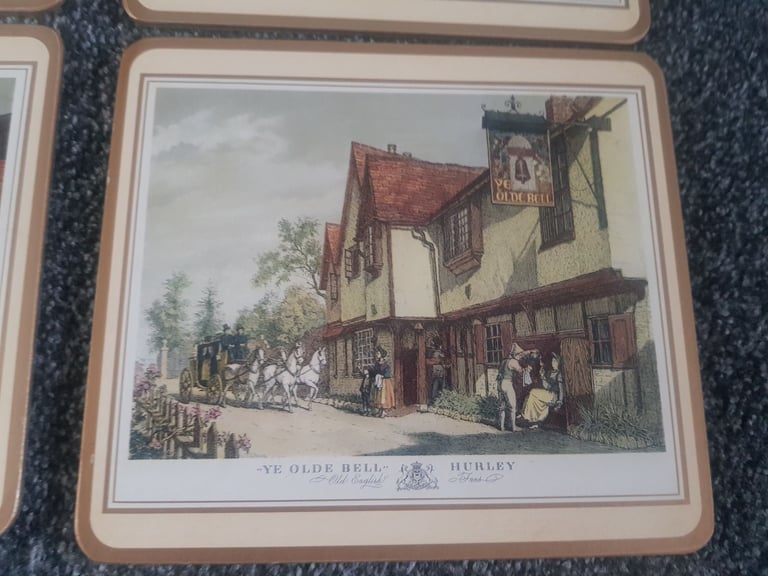 YE
OLDE BELL
"YE OLDE BELL" HURLEY
Old English Inns